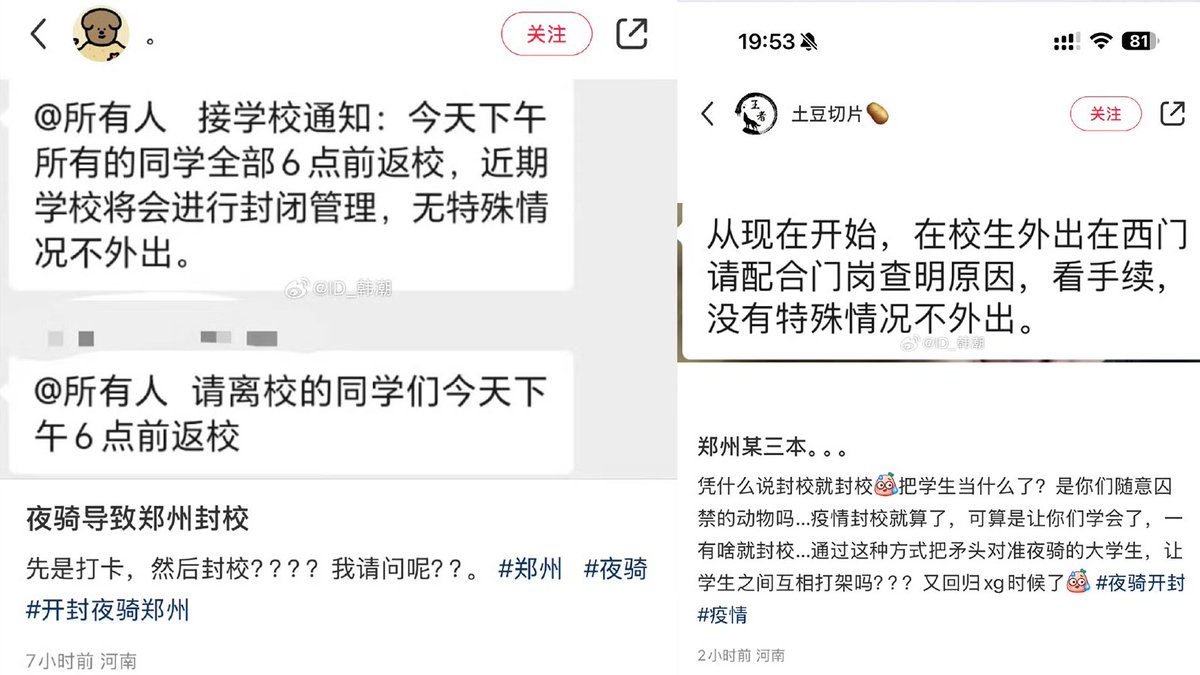 。
关注
@所有人 接学校通知：今天下午
所有的同学全部6点前返校，近期
学校将会进行封闭管理，无特殊情
况不外出。
@ID_韩潮
@所有人 请离校的同学们今天下
午6点前返校
夜骑导致郑州封校
先是打卡，然后封校？？？？我请问呢？？。 #郑州 #夜骑
#开封夜骑郑州
7小时前 河南
19:53
81
王者
土豆切片
关注
从现在开始，在校生外出在西门
请配合门岗查明原因，看手续，
没有特殊情况不外出。
@ID_韩潮
郑州某三本。。。
凭什么说封校就封校把学生当什么了？是你们随意囚
禁的动物吗...疫情封校就算了，可算是让你们学会了，一
有啥就封校...通过这种方式把矛头对准夜骑的大学生，让
学生之间互相打架吗？？？又回归xg时候了 #夜骑开封
#疫情
2小时前 河南